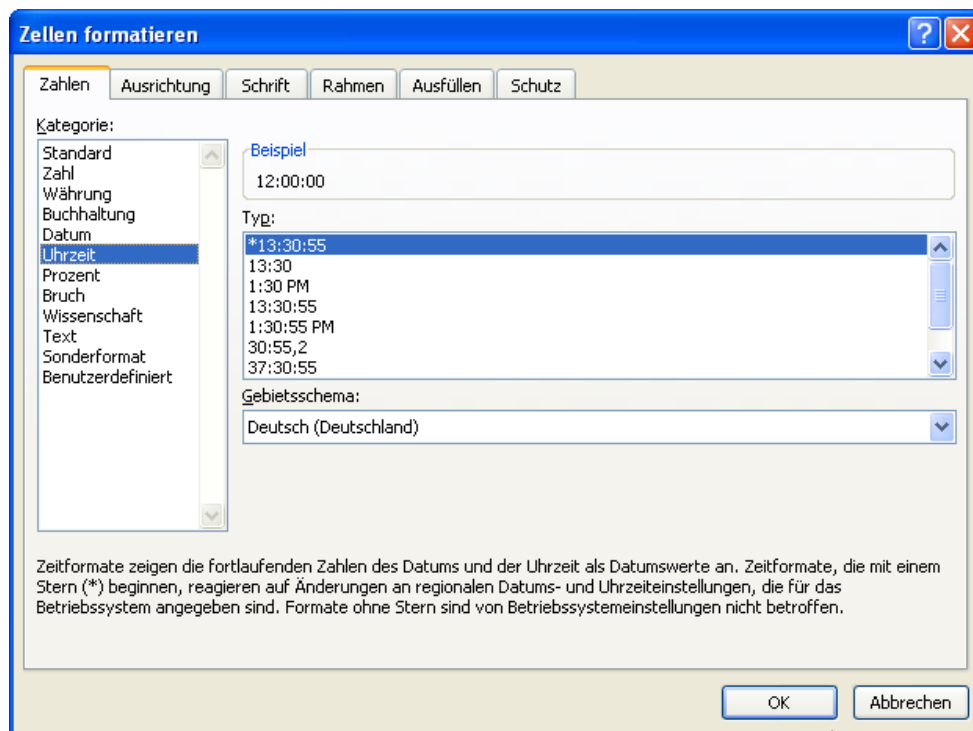 Zellen formatieren
Zahlen Ausrichtung Schrift Rahmen Ausfüllen Schutz
Kategorie:
Standard
Zahl
Währung
Buchhaltung
Datum
Uhrzeit
Prozent
Bruch
Wissenschaft
Text
Sonderformat
Benutzerdefiniert
Beispiel
12:00:00
Typ:
*13:30:55
13:30
1:30 PM
13:30:55
1:30:55 PM
30:55,2
37:30:55
Gebietsschema:
Deutsch (Deutschland)
Zeitformate zeigen die fortlaufenden Zahlen des Datums und der Uhrzeit als Datumswerte an. Zeitformate, die mit einem
Stern (*) beginnen, reagieren auf Änderungen an regionalen Datums- und Uhrzeiteinstellungen, die für das
Betriebssystem angegeben sind. Formate ohne Stern sind von Betriebssystemeinstellungen nicht betroffen.
OK Abbrechen